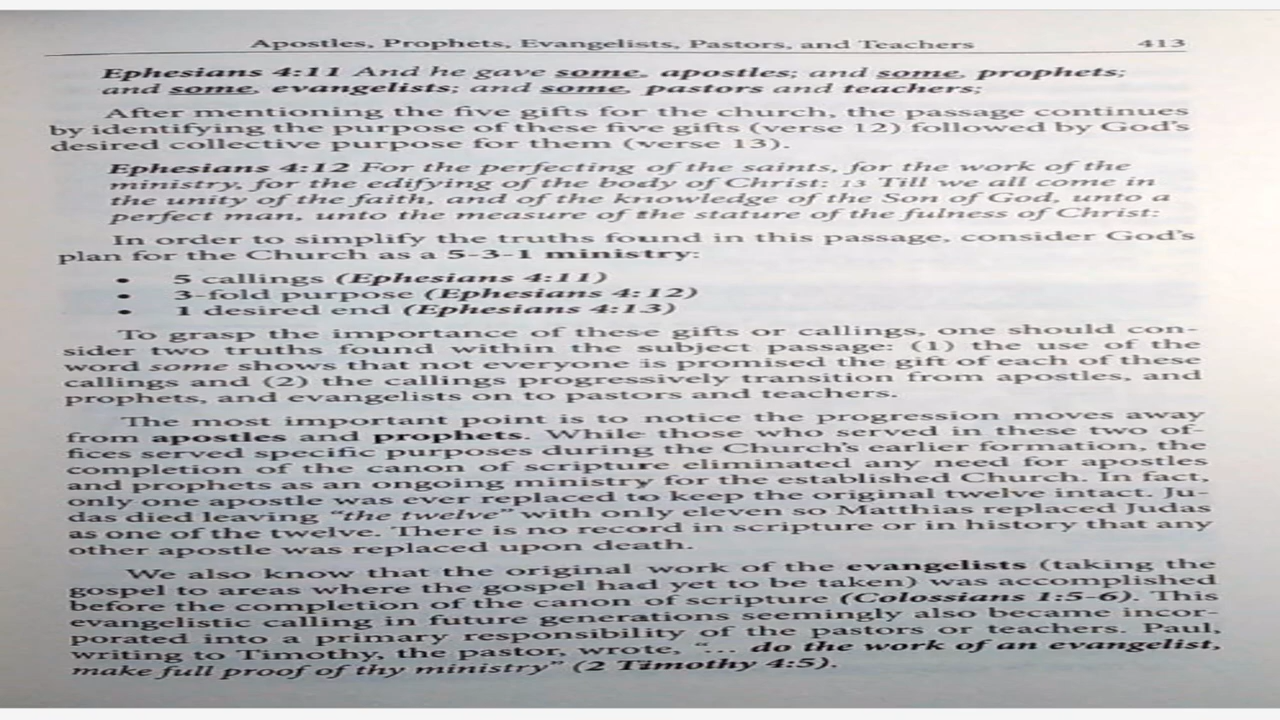 Apostles, Prophets, Evangelists, Pastors, and Teachers 413
Ephesians 4:11 And he gave some, apostles; and some, prophets;
and some, evangelists; and some, pastors and teachers;
After mentioning the five gifts for the church, the passage continues
by identifying the purpose of these five gifts (verse 12) followed by God's
desired collective purpose for them (verse 13).
Ephesians 4:12 For the perfecting of the saints, for the work of the
ministry, for the edifying of the body of Christ: 13 Till we all come in
the unity of the faith, and of the knowledge of the Son of God, unto a
perfect man, unto the measure of the stature of the fulness of Christ:
In order to simplify the truths found in this passage, consider God's
plan for the Church as a 5-3-1 ministry:
• 5 callings (Ephesians 4:11)
• 3-fold purpose (Ephesians 4:12)
• 1 desired end (Ephesians 4:13)
To grasp the importance of these gifts or callings, one should con-
sider two truths found within the subject passage: (1) the use of the
word some shows that not everyone is promised the gift of each of these
callings and (2) the callings progressively transition from apostles, and
prophets, and evangelists on to pastors and teachers.
The most important point is to notice the progression moves away
from apostles and prophets. While those who served in these two of-
fices served specific purposes during the Church's earlier formation, the
completion of the canon of scripture eliminated any need for apostles
and prophets as an ongoing ministry for the established Church. In fact,
only one apostle was ever replaced to keep the original twelve intact. Ju-
das died leaving "the twelve" with only eleven so Matthias replaced Judas
as one of the twelve. There is no record in scripture or in history that any
other apostle was replaced upon death.
We also know that the original work of the evangelists (taking the
gospel to areas where the gospel had yet to be taken) was accomplished
before the completion of the canon of scripture (Colossians 1:5-6). This
evangelistic calling in future generations seemingly also became incor-
porated into a primary responsibility of the pastors or teachers. Paul,
writing to Timothy, the pastor, wrote, "... do the work of an evangelist,
make full proof of thy ministry" (2 Timothy 4:5).